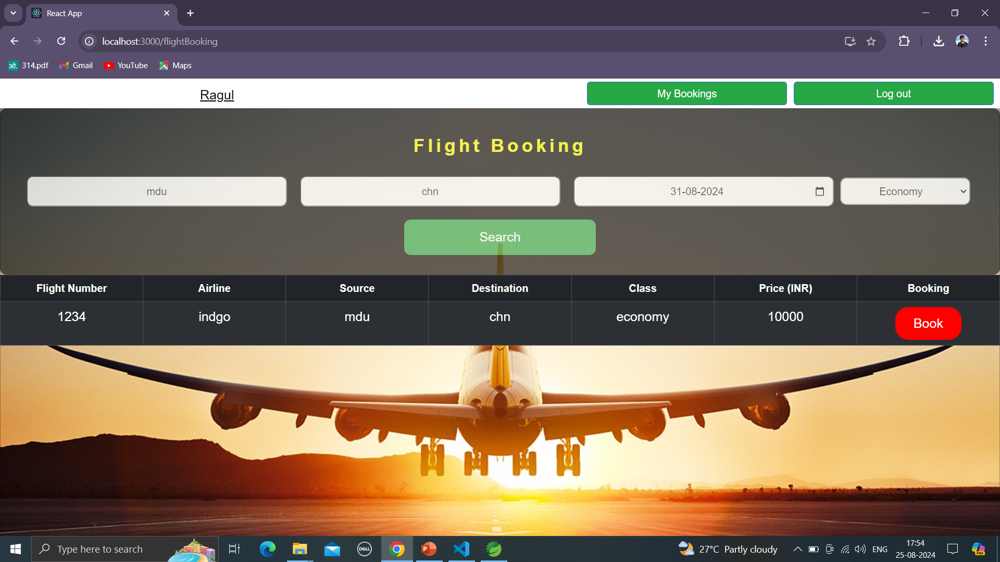 React App
localhost:3000/flightBooking
ओ. 314.pdf Gmail YouTube Maps
Ragul My Bookings Log out
Flight Booking
mdu chn 31-08-2024 Economy
Search
Flight Number Airline Source Destination Class Price (INR) Booking
1234 indgo mdu chn economy 10000 Book
Type here to search DELL P 27°C Partly cloudy ENG 17:54
25-08-2024 PRE